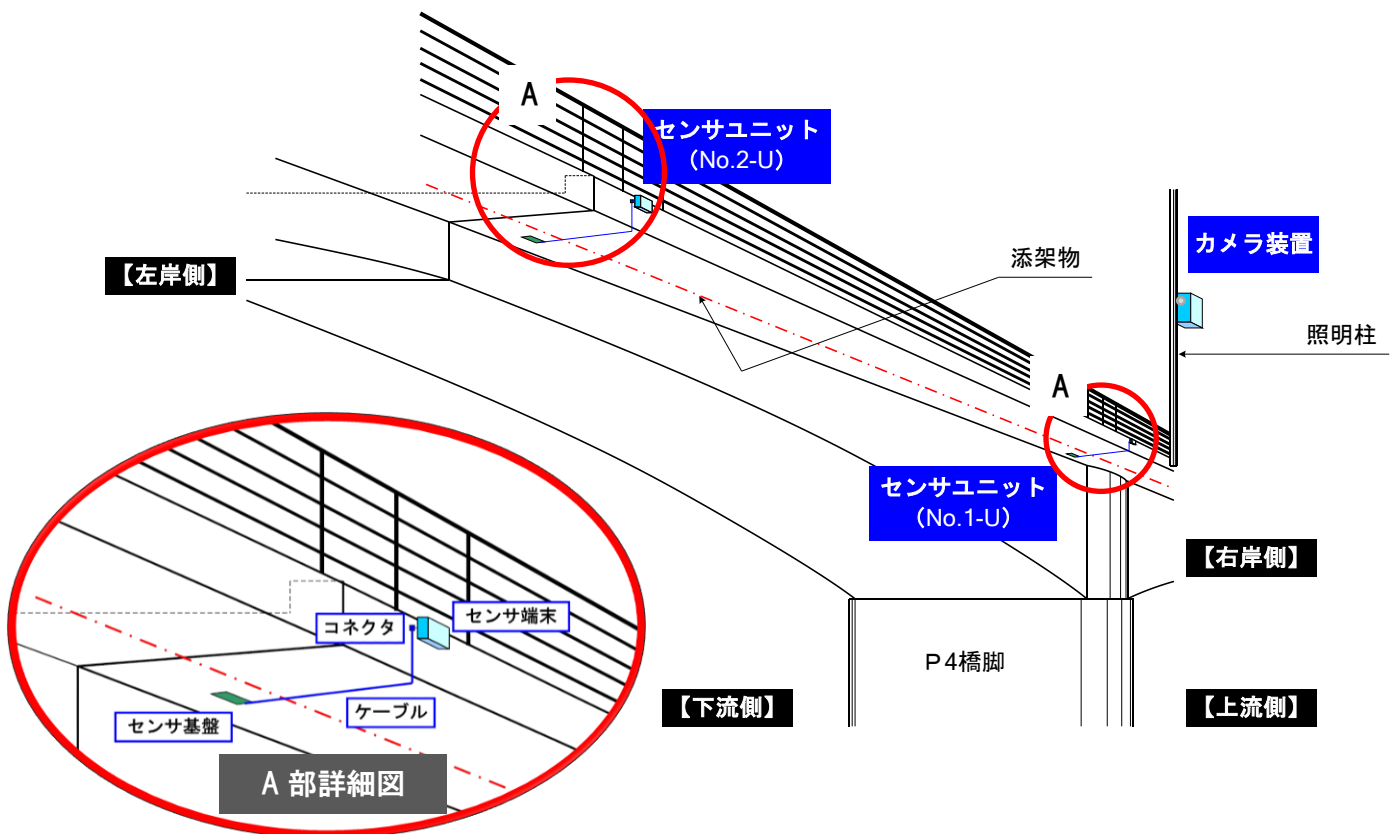 A
センサユニット
（No.2-U）
カメラ装置
【左岸側】
添架物
照明柱
A
センサユニット
（No.1-U）
【右岸側】
コネクタ
センサ端末
P4橋脚
センサ基盤
ケーブル
【下流側】
【上流側】
A 部詳細図